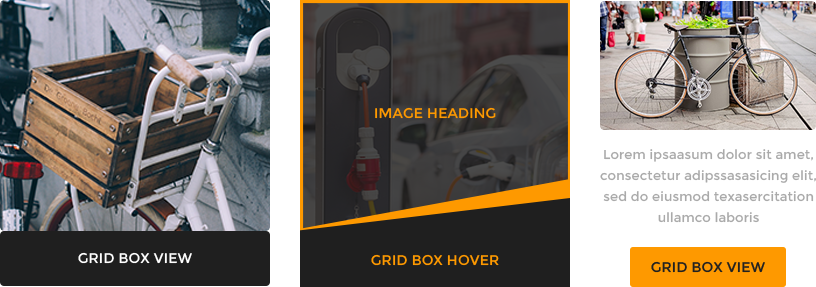 GRID BOX VIEW
IMAGE HEADING
GRID BOX HOVER
Lorem ipsaasum dolor sit amet,
consectetur adipssasasicing elit,
sed do eiusmod texasercitation
ullamco laboris
GRID BOX VIEW